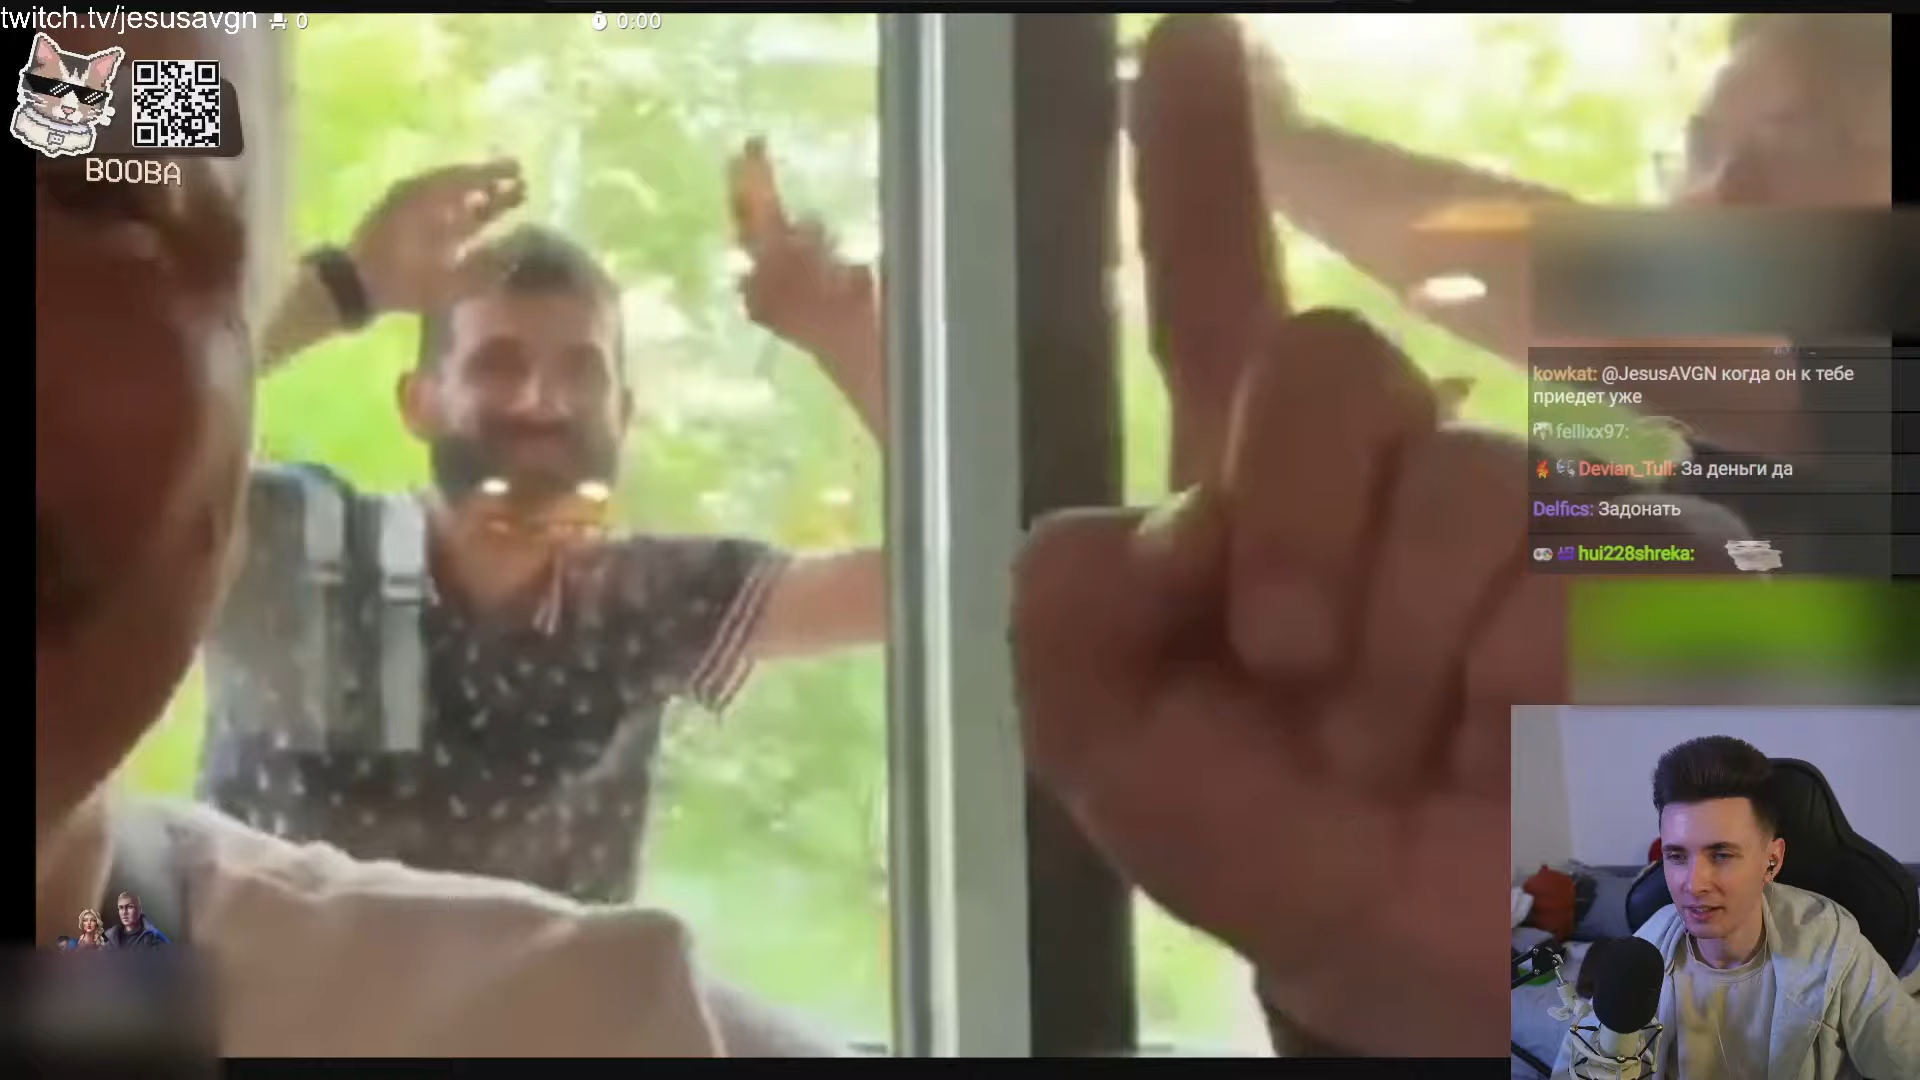 twitch.tv/jesusavgn 0 0:00
BOOBA
kowkat: @JesusAVGN когда он к тебе
приедет уже
fellixx97:
Devian_Tull: За деньги да
Delfics: Задонать
hui228shreka: